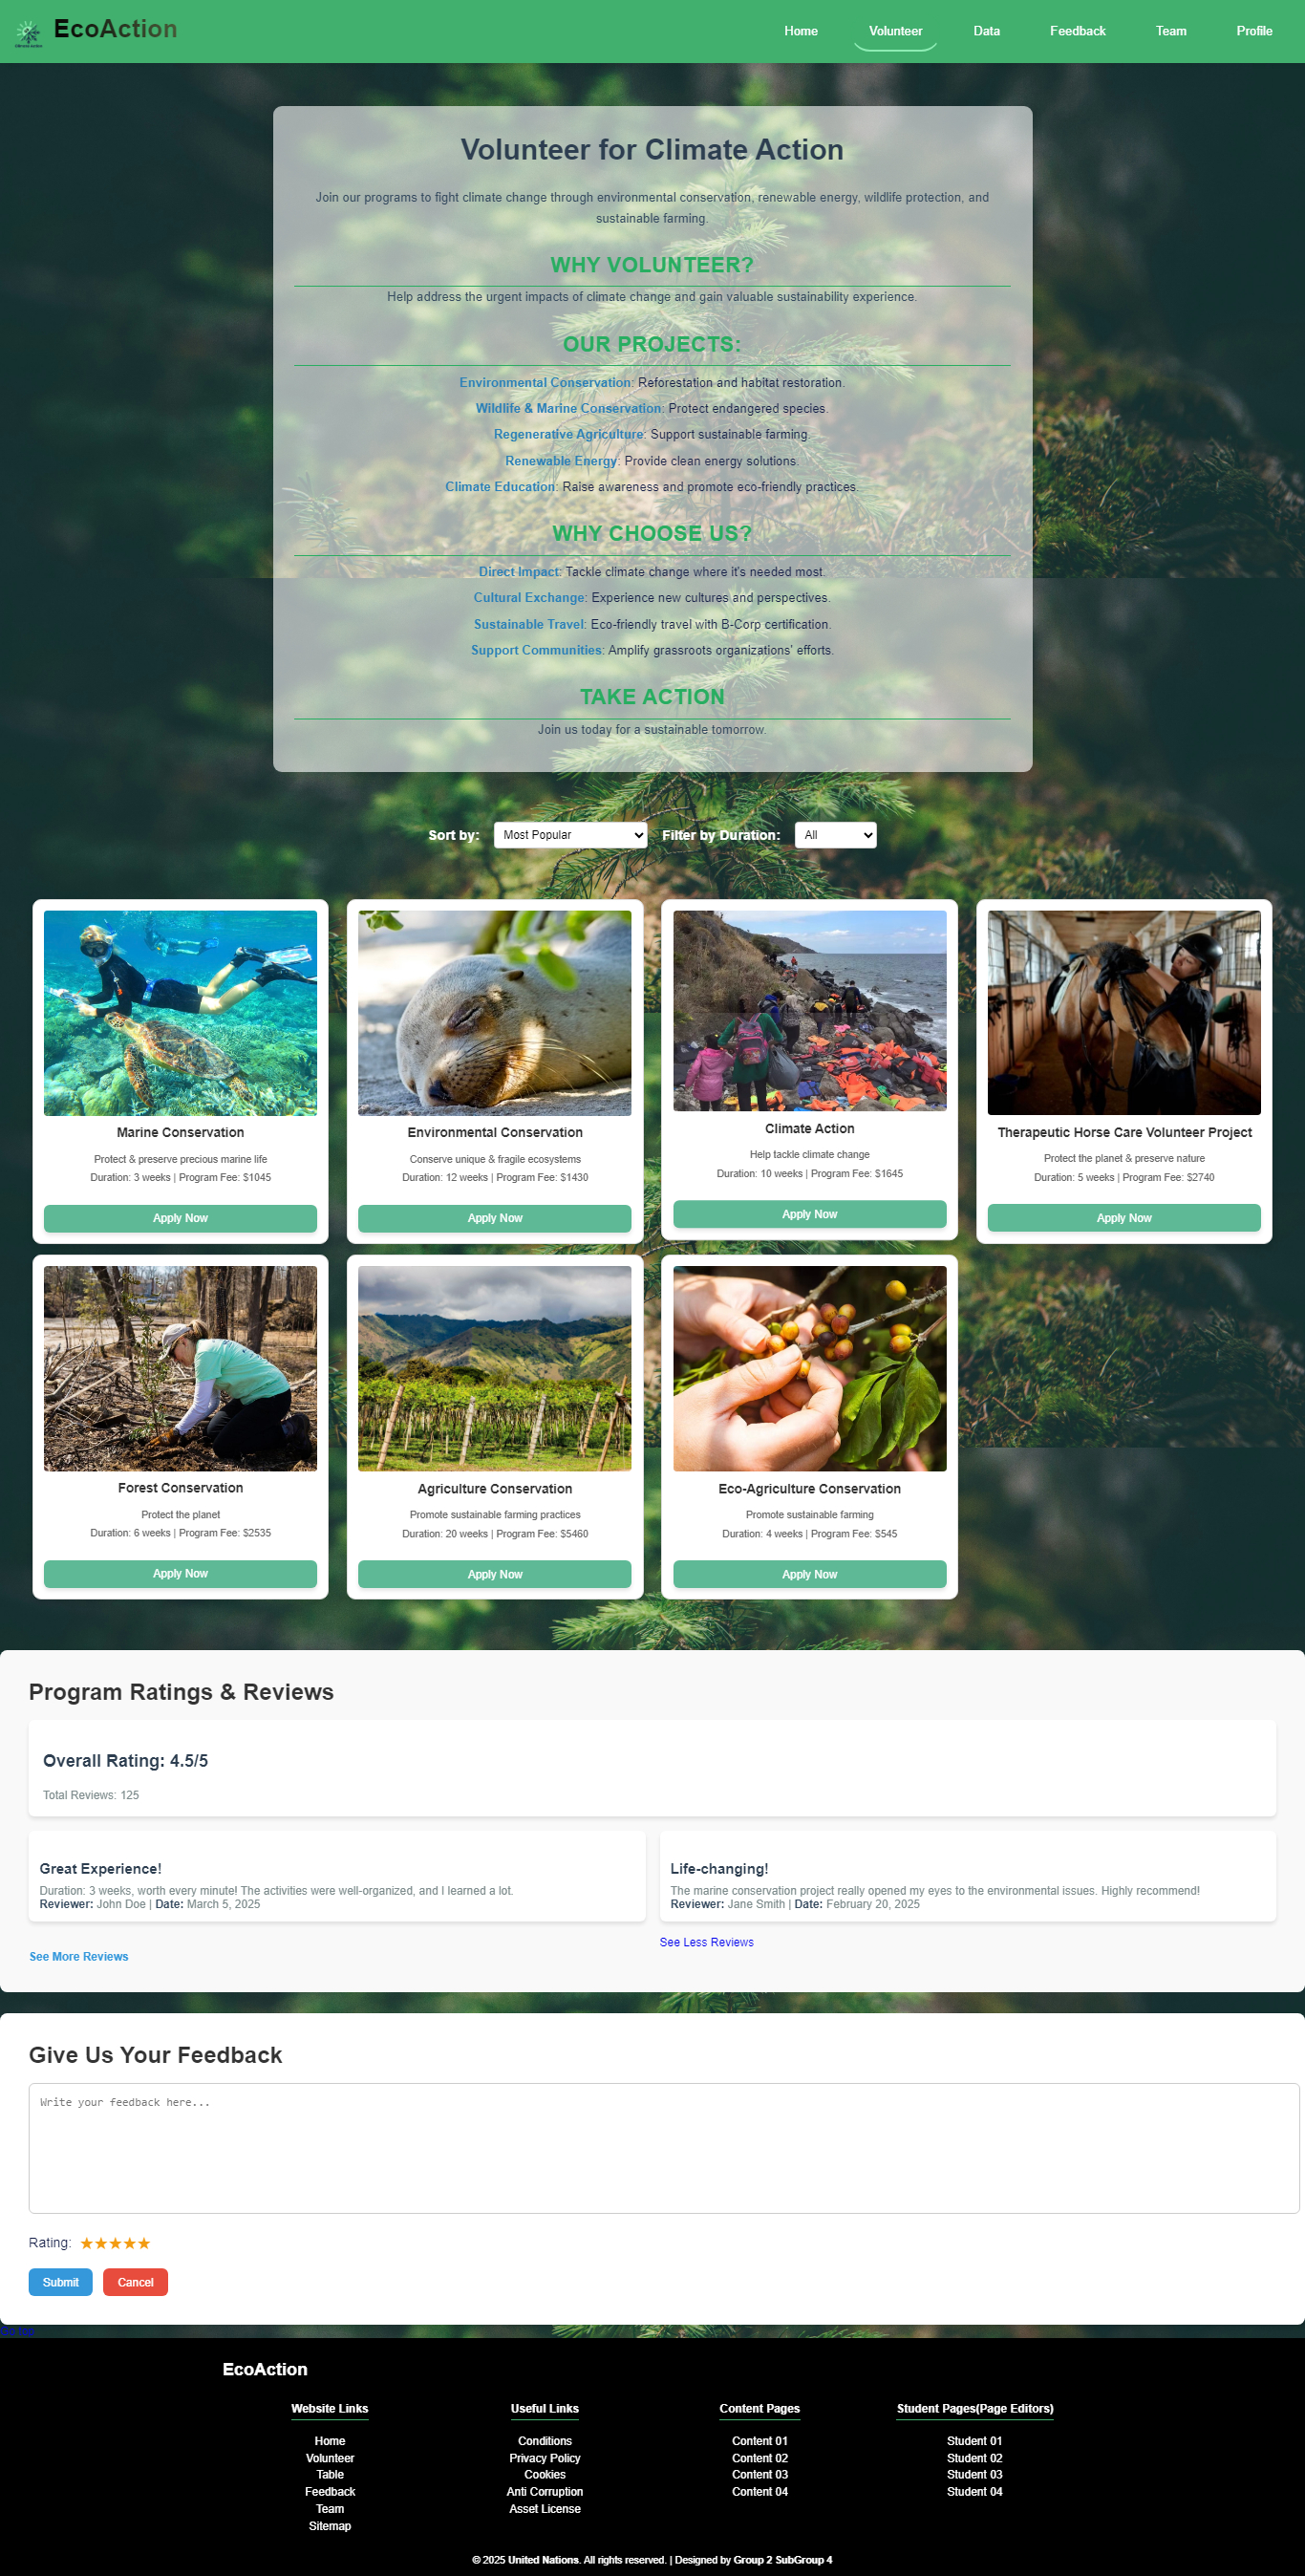 EcoAction
Home Volunteer Data Feedback Team Profile
Volunteer for Climate Action
Join our programs to fight climate change through environmental conservation, renewable energy, wildlife protection, and
sustainable farming.
WHY VOLUNTEER?
Help address the urgent impacts of climate change and gain valuable sustainability experience.
OUR PROJECTS:
Environmental Conservation: Reforestation and habitat restoration.
Wildlife & Marine Conservation: Protect endangered species.
Regenerative Agriculture: Support sustainable farming.
Renewable Energy: Provide clean energy solutions.
Climate Education: Raise awareness and promote eco-friendly practices.
WHY CHOOSE US?
Direct Impact: Tackle climate change where it's needed most.
Cultural Exchange: Experience new cultures and perspectives.
Sustainable Travel: Eco-friendly travel with B-Corp certification.
Support Communities: Amplify grassroots organizations' efforts.
TAKE ACTION
Join us today for a sustainable tomorrow.
Sort by: Most Popular Filter by Duration: All
Marine Conservation
Protect & preserve precious marine life
Duration: 3 weeks | Program Fee: $1045
Apply Now
Environmental Conservation
Conserve unique & fragile ecosystems
Duration: 12 weeks | Program Fee: $1430
Apply Now
Climate Action
Help tackle climate change
Duration: 10 weeks | Program Fee: $1645
Apply Now
Therapeutic Horse Care Volunteer Project
Protect the planet & preserve nature
Duration: 5 weeks | Program Fee: $2740
Apply Now
Forest Conservation
Protect the planet
Duration: 6 weeks | Program Fee: $2535
Apply Now
Agriculture Conservation
Promote sustainable farming practices
Duration: 20 weeks | Program Fee: $5460
Apply Now
Eco-Agriculture Conservation
Promote sustainable farming
Duration: 4 weeks | Program Fee: $545
Apply Now
Program Ratings & Reviews
Overall Rating: 4.5/5
Total Reviews: 125
Great Experience!
Duration: 3 weeks, worth every minute! The activities were well-organized, and I learned a lot.
Reviewer: John Doe | Date: March 5, 2025
Life-changing!
The marine conservation project really opened my eyes to the environmental issues. Highly recommend!
Reviewer: Jane Smith | Date: February 20, 2025
See More Reviews
See Less Reviews
Give Us Your Feedback
Write your feedback here...
Rating: ★★★★★
Submit Cancel
Go top
EcoAction
Website Links
Home
Volunteer
Table
Feedback
Team
Sitemap
Useful Links
Conditions
Privacy Policy
Cookies
Anti Corruption
Asset License
Content Pages
Content 01
Content 02
Content 03
Content 04
Student Pages(Page Editors)
Student 01
Student 02
Student 03
Student 04
© 2025 United Nations. All rights reserved. | Designed by Group 2 SubGroup 4